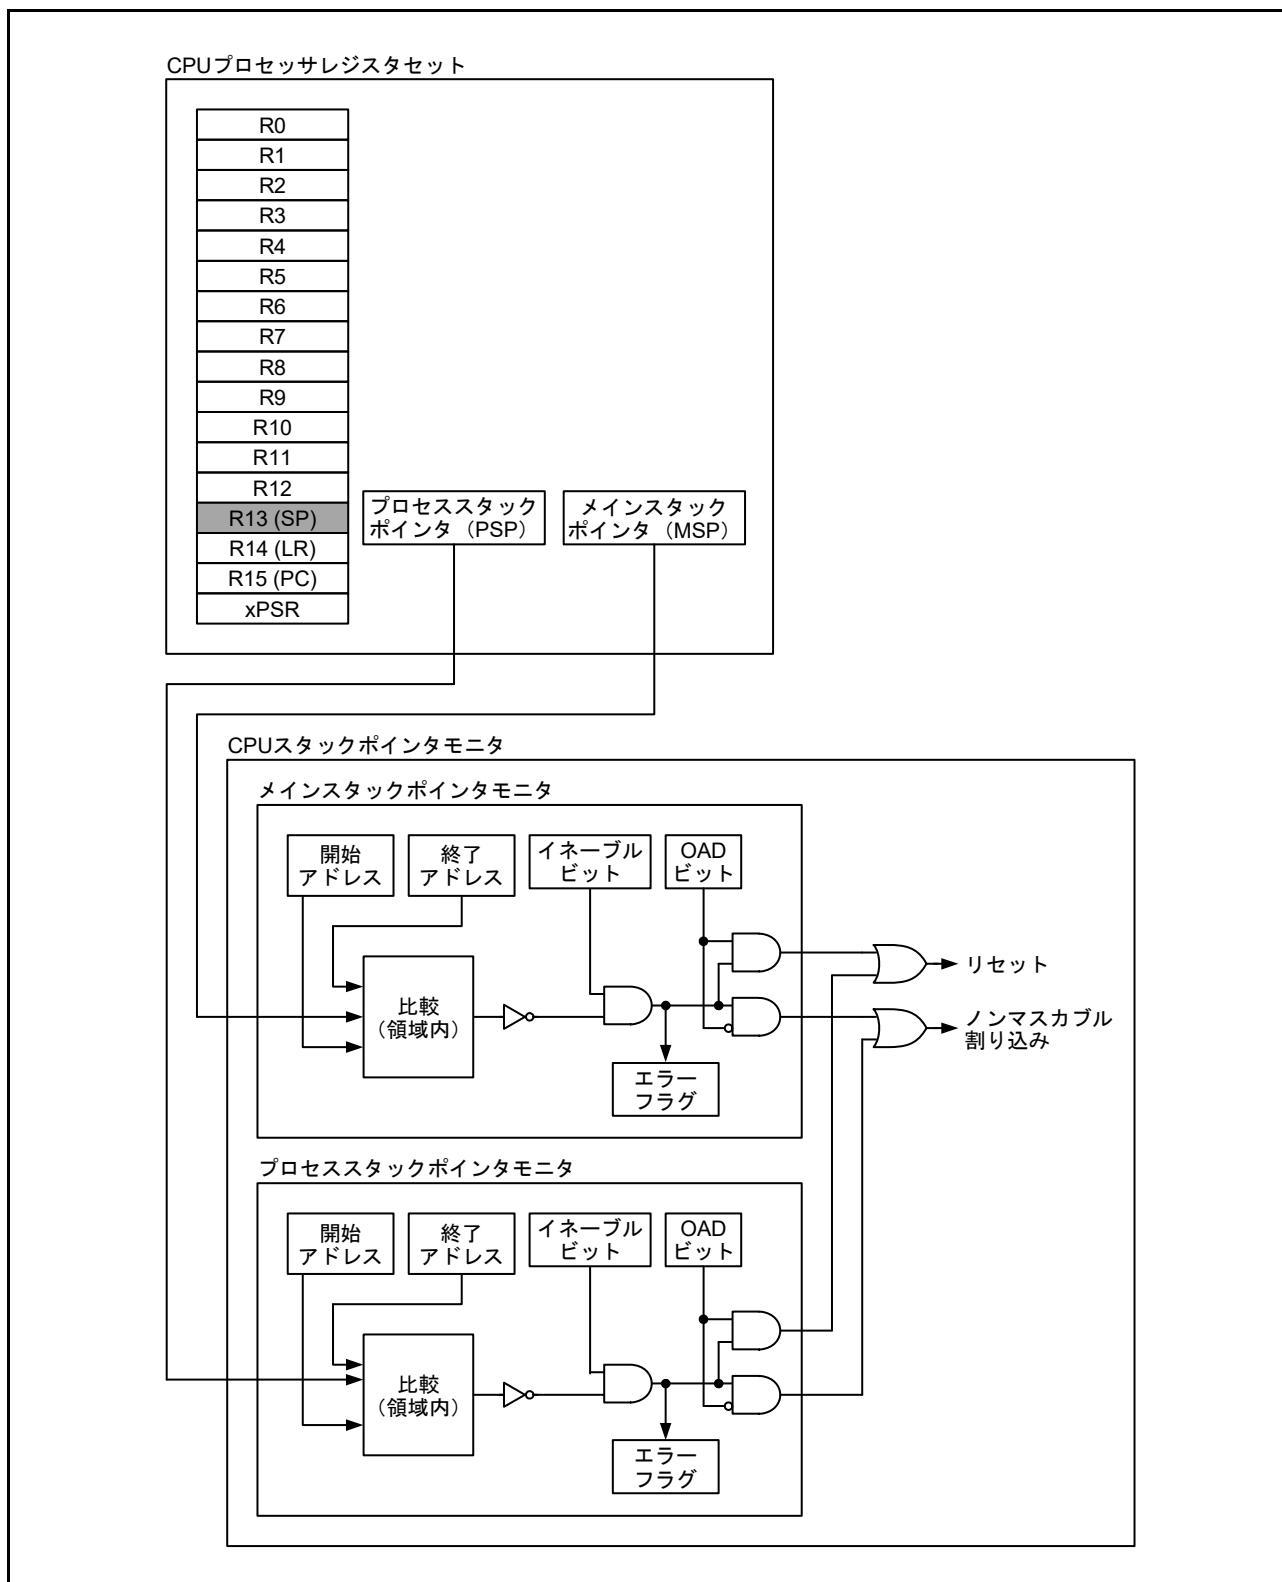 CPUプロセッサレジスタセット
R0
R1
R2
R3
R4
R5
R6
R7
R8
R9
R10
R11
R12
R13 (SP)
R14 (LR)
R15 (PC)
xPSR
プロセススタック
ポインタ（PSP）
メインスタック
ポインタ（MSP）
CPUスタックポインタモニタ
メインスタックポインタモニタ
開始
アドレス
終了
アドレス
イネーブル
ビット
OAD
ビット
比較
（領域内）
エラー
フラグ
リセット
ノンマスカブル
割り込み
プロセススタックポインタモニタ
開始
アドレス
終了
アドレス
イネーブル
ビット
OAD
ビット
比較
（領域内）
エラー
フラグ